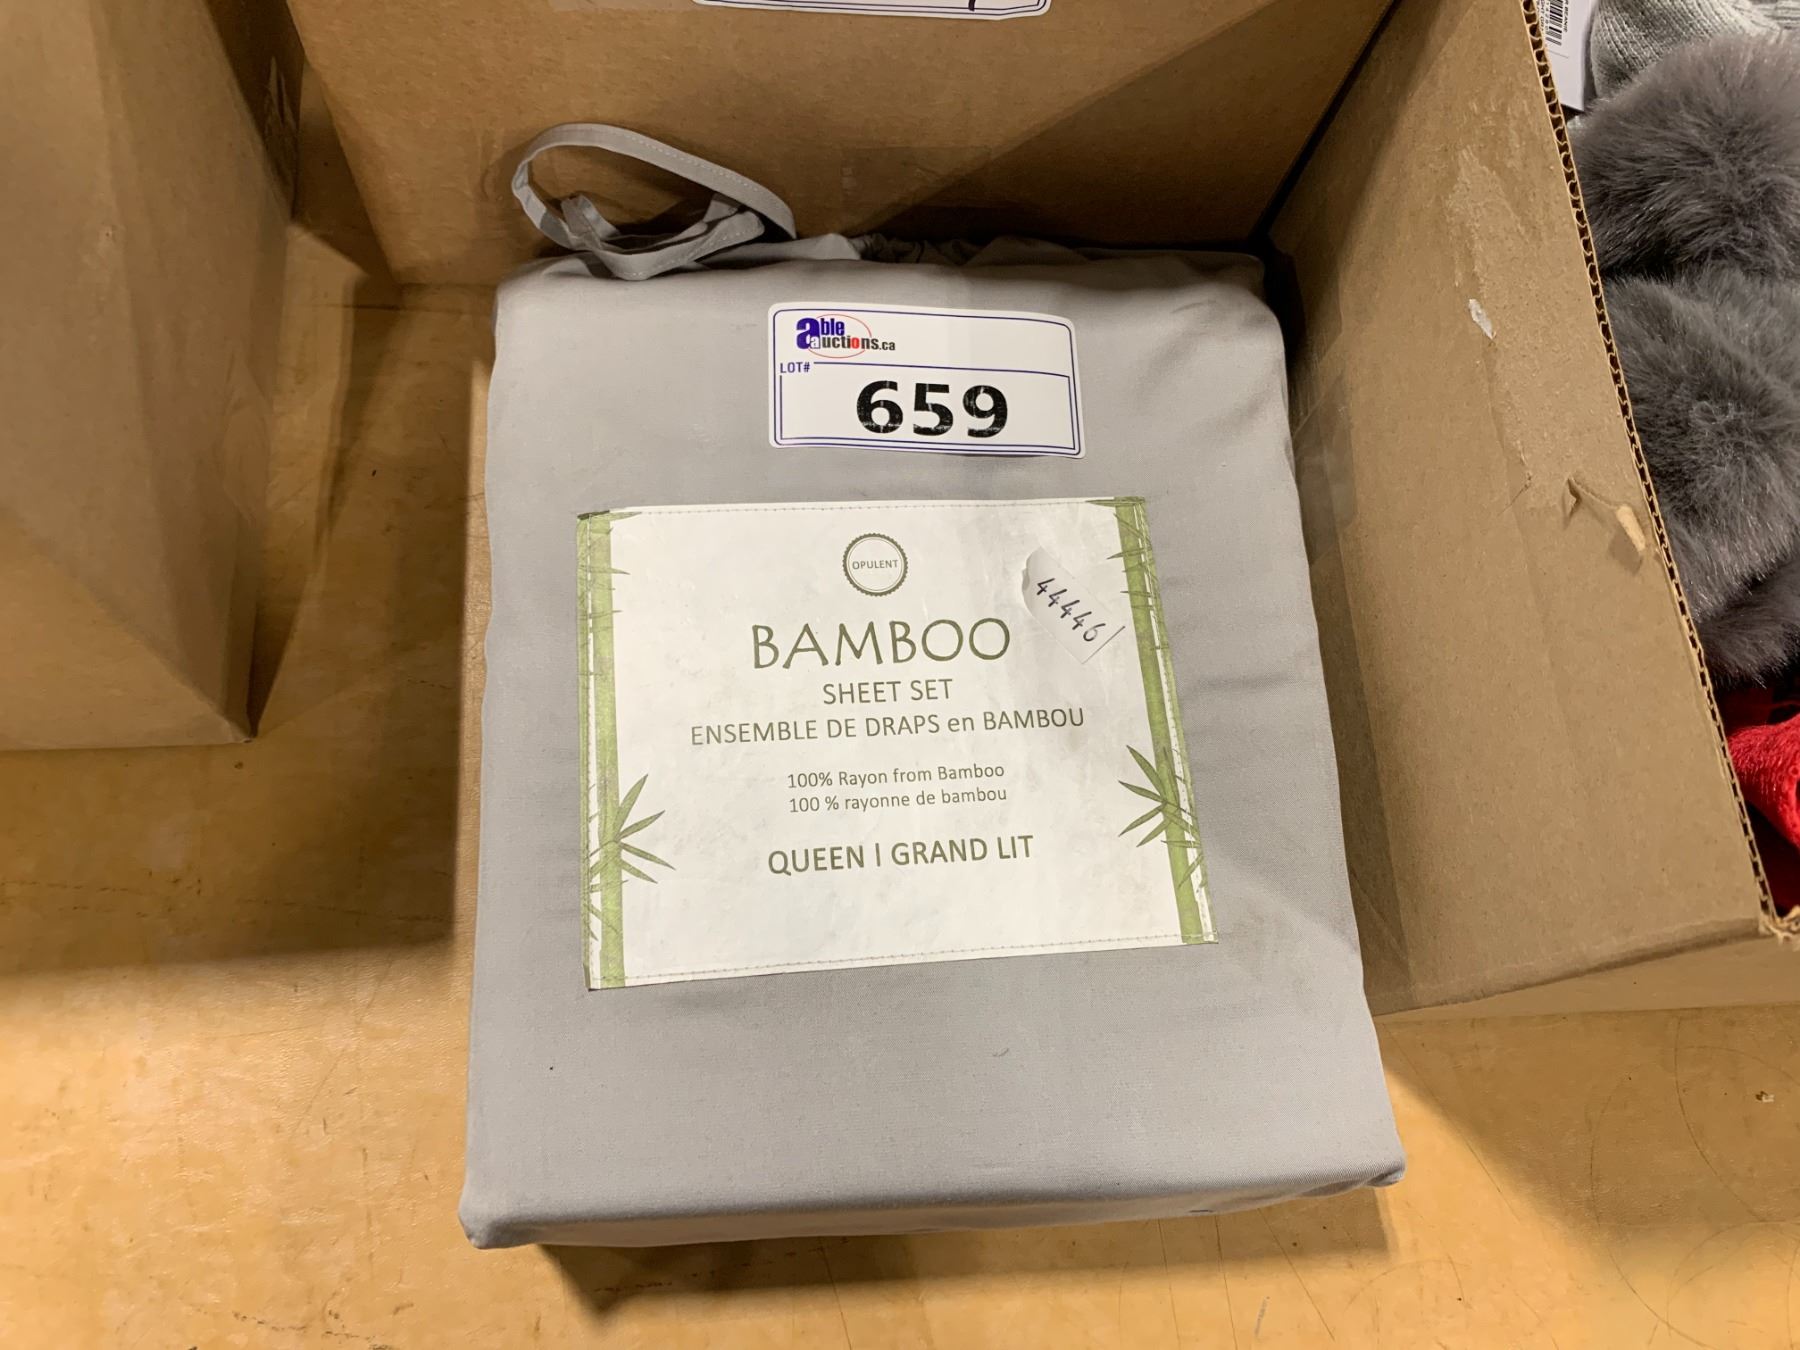 able
auctions.ca
LOT#
659
OPULENT
44446
BAMBOO
SHEET SET
ENSEMBLE DE DRAPS en BAMBOU
100% Rayon from Bamboo
100 % rayonne de bambou
QUEEN | GRAND LIT